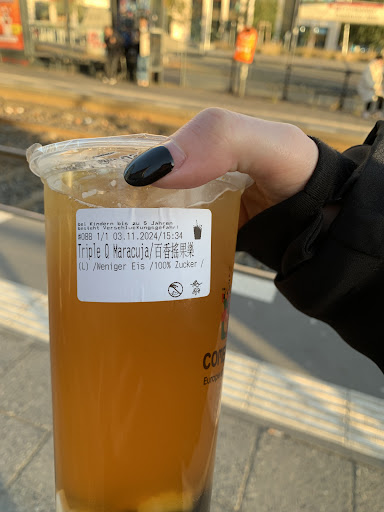 Bei Kindern bis zu 5 Jahren
besteht Verschluckungsgefahr!
#088 1/1 03.11.2024/15:34
Triple Q Maracuja/百香搖果樂
(L) /Weniger Eis /100% Zucker /